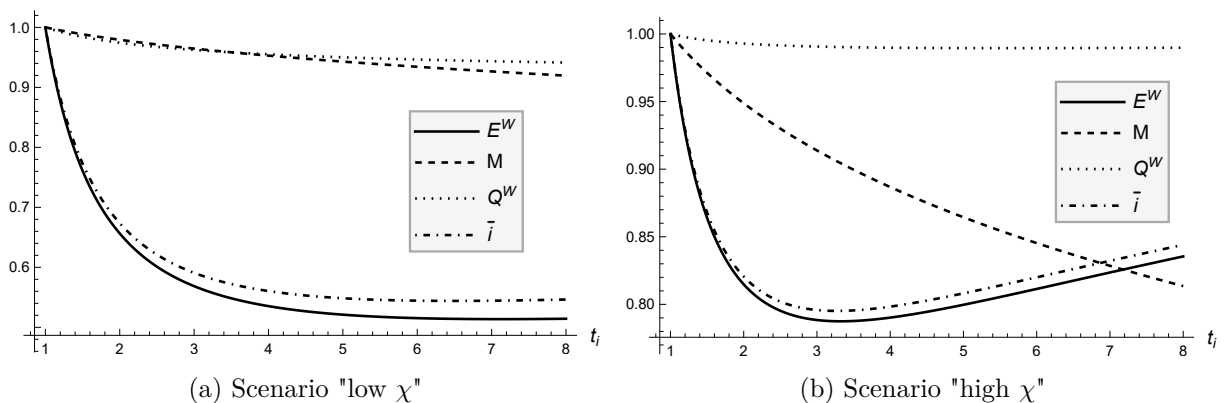 1.0
0.9
0.8
0.7
0.6
1 2 3 4 5 6 7 8
t_i
E^W
M
Q^W
i̅
(a) Scenario "low χ"
1.00
0.95
0.90
0.85
0.80
1 2 3 4 5 6 7 8
t_i
E^W
M
Q^W
i̅
(b) Scenario "high χ"